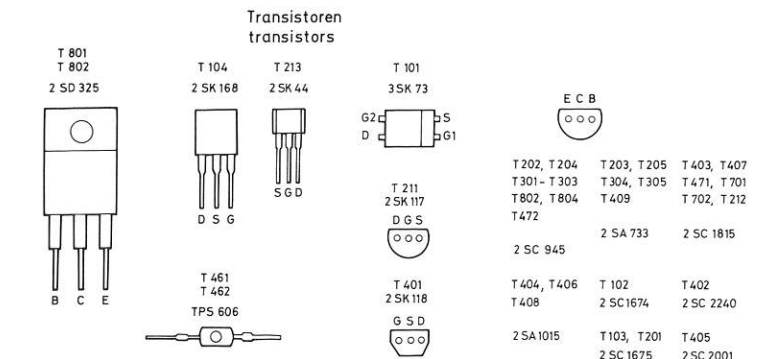 Transistoren
transistors
T 801
T 802
2 SD 325
B C E
T 104
2 SK 168
D S G
T 213
2 SK 44
S G D
T 101
3 SK 73
G2 S
D G1
T 211
2 SK 117
D G S
T 461
T 462
TPS 606
T 401
2 SK 118
G S D
E C B
T 202, T 204 T 203, T 205 T 403, T 407
T 301 - T 303 T 304, T 305 T 471, T 701
T 802, T 804 T 409 T 702, T 212
T 472
2 SA 733 2 SC 1815
2 SC 945
T 404, T 406 T 102 T 402
T 408 2 SC 1674 2 SC 2240
2 SA 1015 T 103, T 201 T 405
2 SC 1675 2 SC 2001